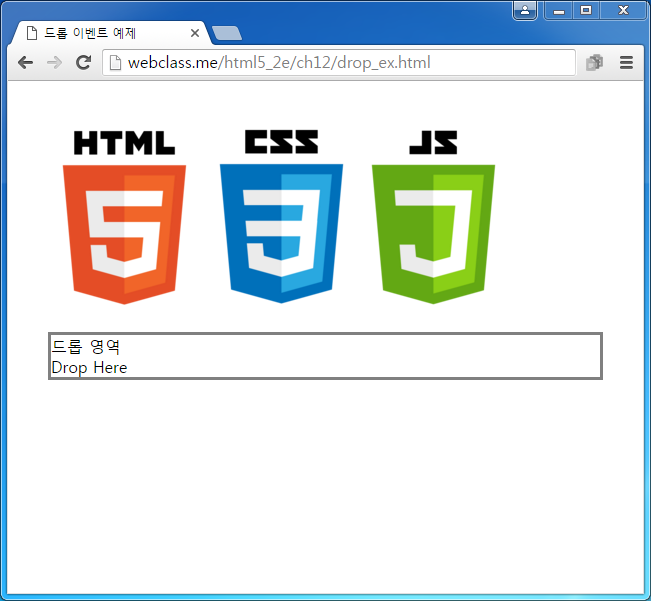 드롭 이벤트 예제
webclass.me/html5_2e/ch12/drop_ex.html
HTML CSS JS
5 3 J
드롭 영역
Drop Here